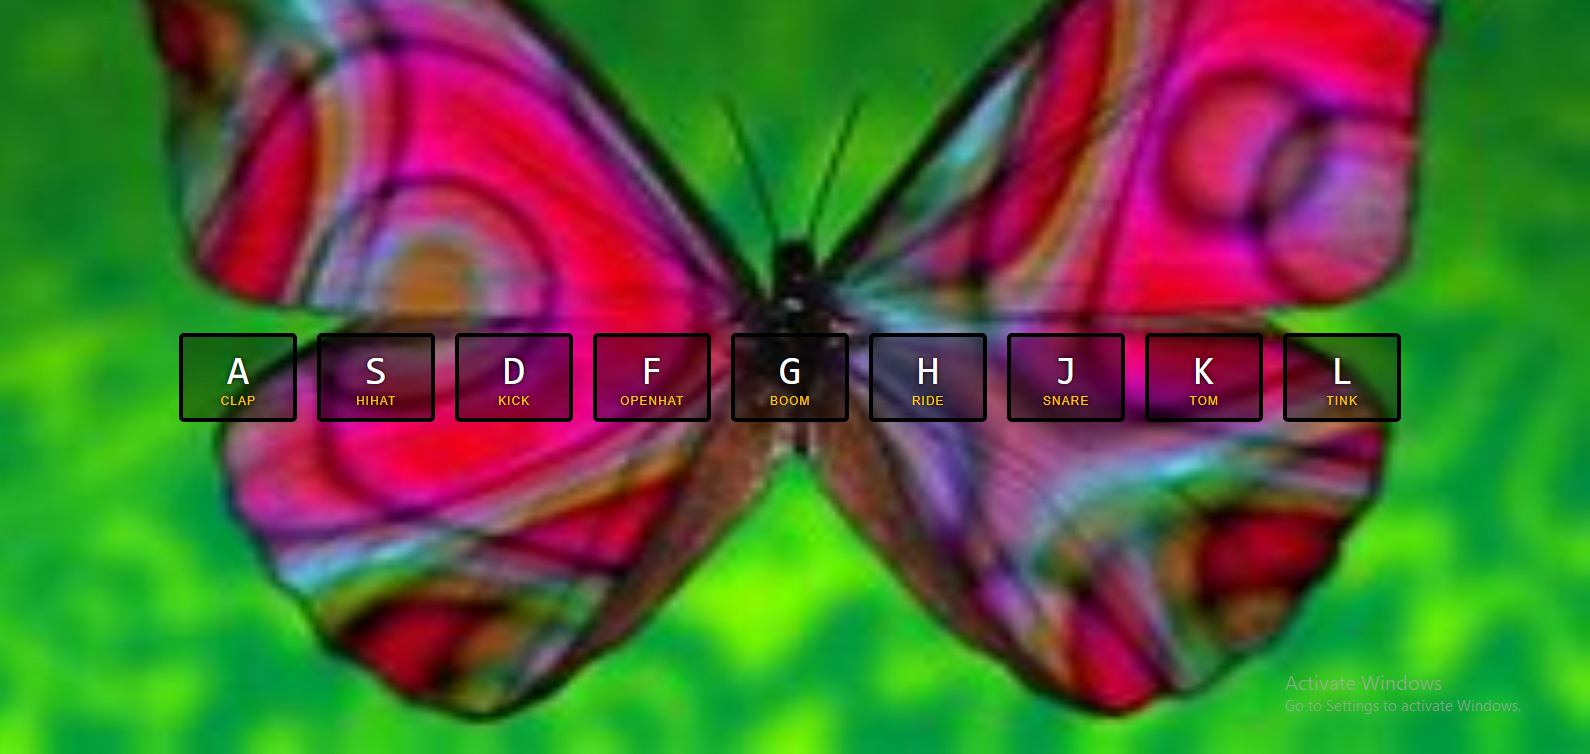 A S D F G H J K L
CLAP HIHAT KICK OPENHAT BOOM RIDE SNARE TOM TINK
Activate Windows
Go to Settings to activate Windows.